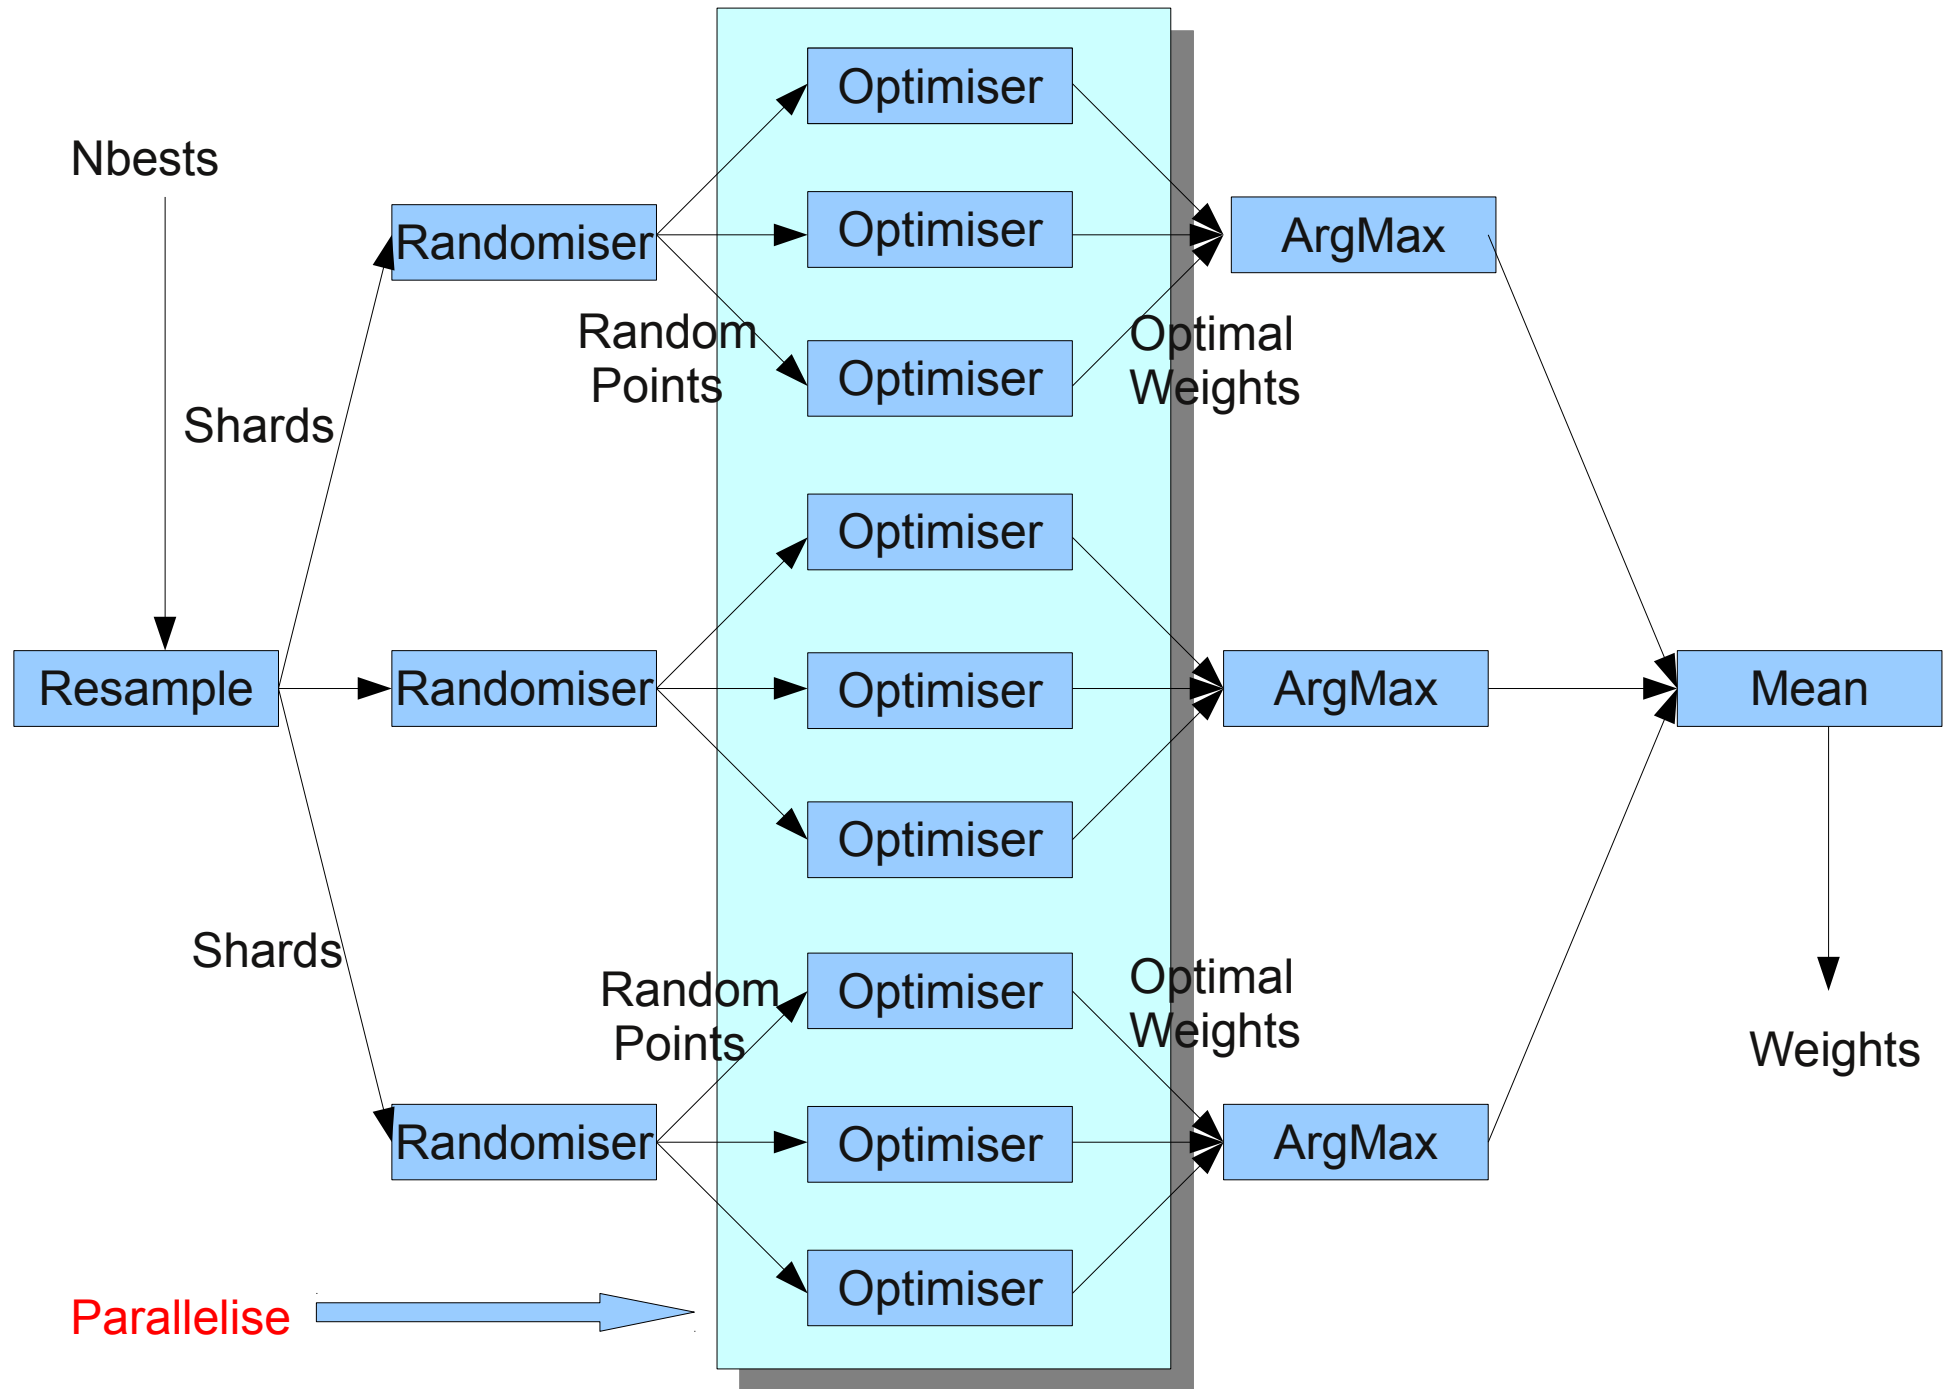 Nbests
Shards
Resample
Shards
Randomiser
Randomiser
Randomiser
Random
Points
Random
Points
Optimiser
Optimiser
Optimiser
Optimiser
Optimiser
Optimiser
Optimiser
Optimiser
Optimiser
Optimal
Weights
Optimal
Weights
ArgMax
ArgMax
ArgMax
Mean
Weights
Parallelise